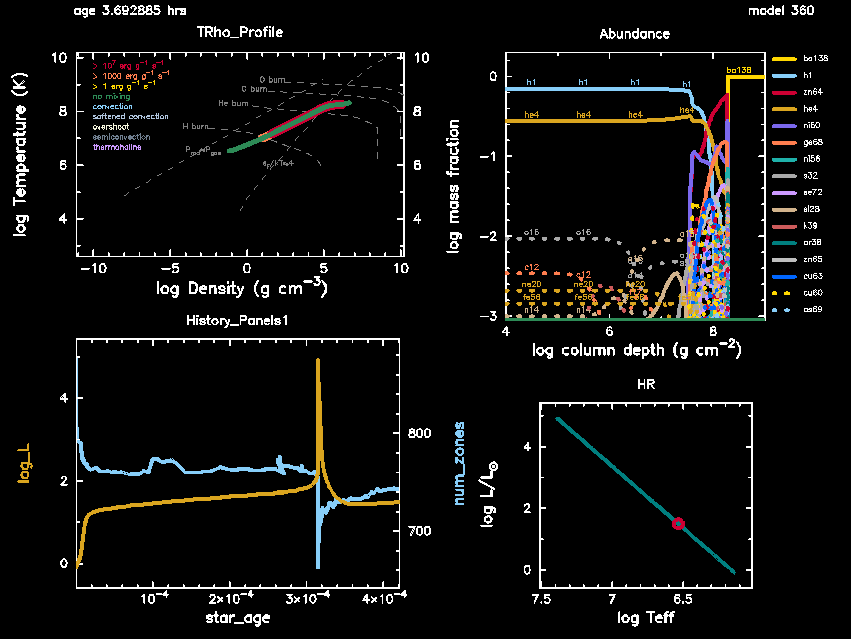 age 3.692885 hrs
model 360
TRho_Profile
log Temperature (K)
10
8
6
4
10
8
6
4
> 10⁷ erg g⁻¹ s⁻¹
> 1000 erg g⁻¹ s⁻¹
> 1 erg g⁻¹ s⁻¹
no mixing
convection
softened convection
overshoot
semiconvection
thermohaline
O burn
C burn
He burn
H burn
−10
−5
0
5
10
log Density (g cm⁻³)
Abundance
log mass fraction
0
−1
−2
−3
ba138
h1
h1
h1
h1
he4
he4
he4
he4
o16
o16
c12
c12
ne20
ne20
fe56
n14
n14
4
6
8
log column depth (g cm⁻²)
ba138
h1
zn64
he4
ni60
ge68
ni56
s32
se72
si28
k39
ar38
zn65
cu63
cu60
as69
History_Panels1
log_L
4
2
0
num_zones
800
700
10⁻⁴
2×10⁻⁴
3×10⁻⁴
4×10⁻⁴
star_age
HR
log L/L☉
4
2
0
7.5
7
6.5
log Teff